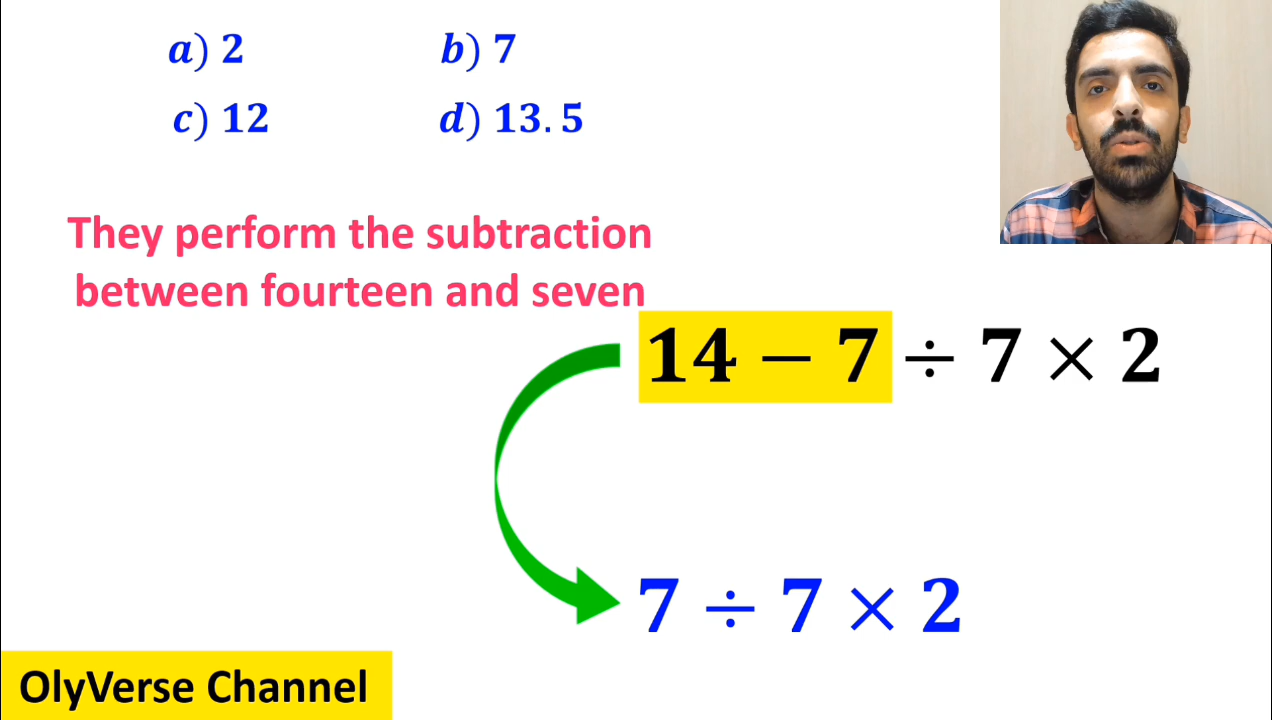 a) 2 b) 7
c) 12 d) 13.5
They perform the subtraction
between fourteen and seven
14 − 7 ÷ 7 × 2
7 ÷ 7 × 2
OlyVerse Channel